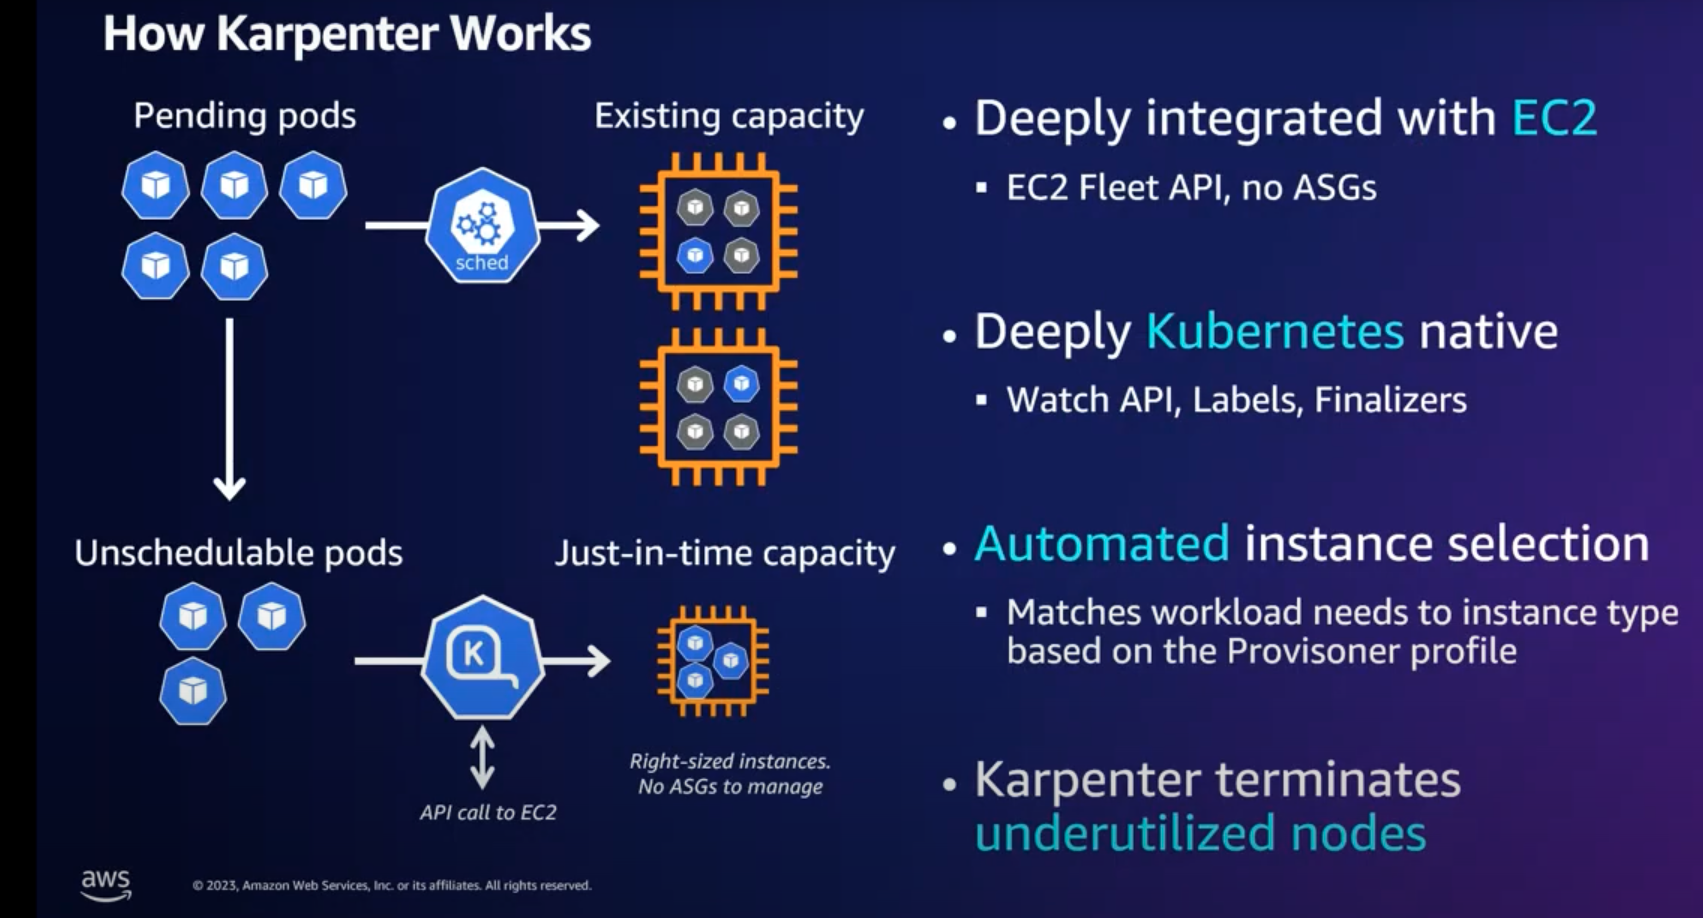 How Karpenter Works
Pending pods
Existing capacity
sched
Unschedulable pods
Just-in-time capacity
K
API call to EC2
Right-sized instances.
No ASGs to manage
• Deeply integrated with EC2
▪ EC2 Fleet API, no ASGs
• Deeply Kubernetes native
▪ Watch API, Labels, Finalizers
• Automated instance selection
▪ Matches workload needs to instance type
based on the Provisoner profile
• Karpenter terminates
underutilized nodes
aws
© 2023, Amazon Web Services, Inc. or its affiliates. All rights reserved.